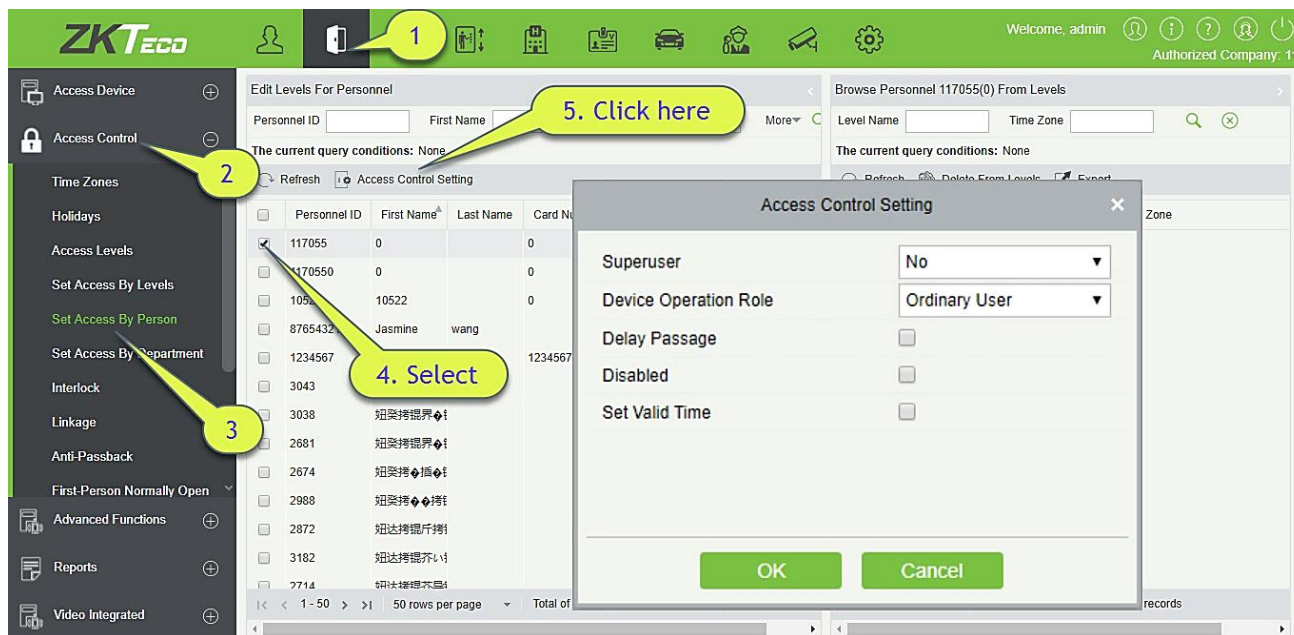 ZKTECO
1
Welcome, admin
Authorized Company: 1
Access Device
Access Control
2
Time Zones
Holidays
Access Levels
Set Access By Levels
Set Access By Person
Set Access By Department
Interlock
Linkage
3
Anti-Passback
First-Person Normally Open
Advanced Functions
Reports
Video Integrated
Edit Levels For Personnel
Personnel ID First Name More
5. Click here
The current query conditions: None
Refresh Access Control Setting
Personnel ID First Name Last Name Card Nu
117055 0 0
1170550 0 0
1052 10522 0
8765432 Jasmine wang
1234567 1234567
4. Select
3043
3038
2681
2674
2988
2872
3182
2714
1 - 50 50 rows per page Total of
Browse Personnel 117055(0) From Levels
Level Name Time Zone
The current query conditions: None
Refresh Delete From Levels Export
Zone
records
Access Control Setting
Superuser No
Device Operation Role Ordinary User
Delay Passage
Disabled
Set Valid Time
OK Cancel